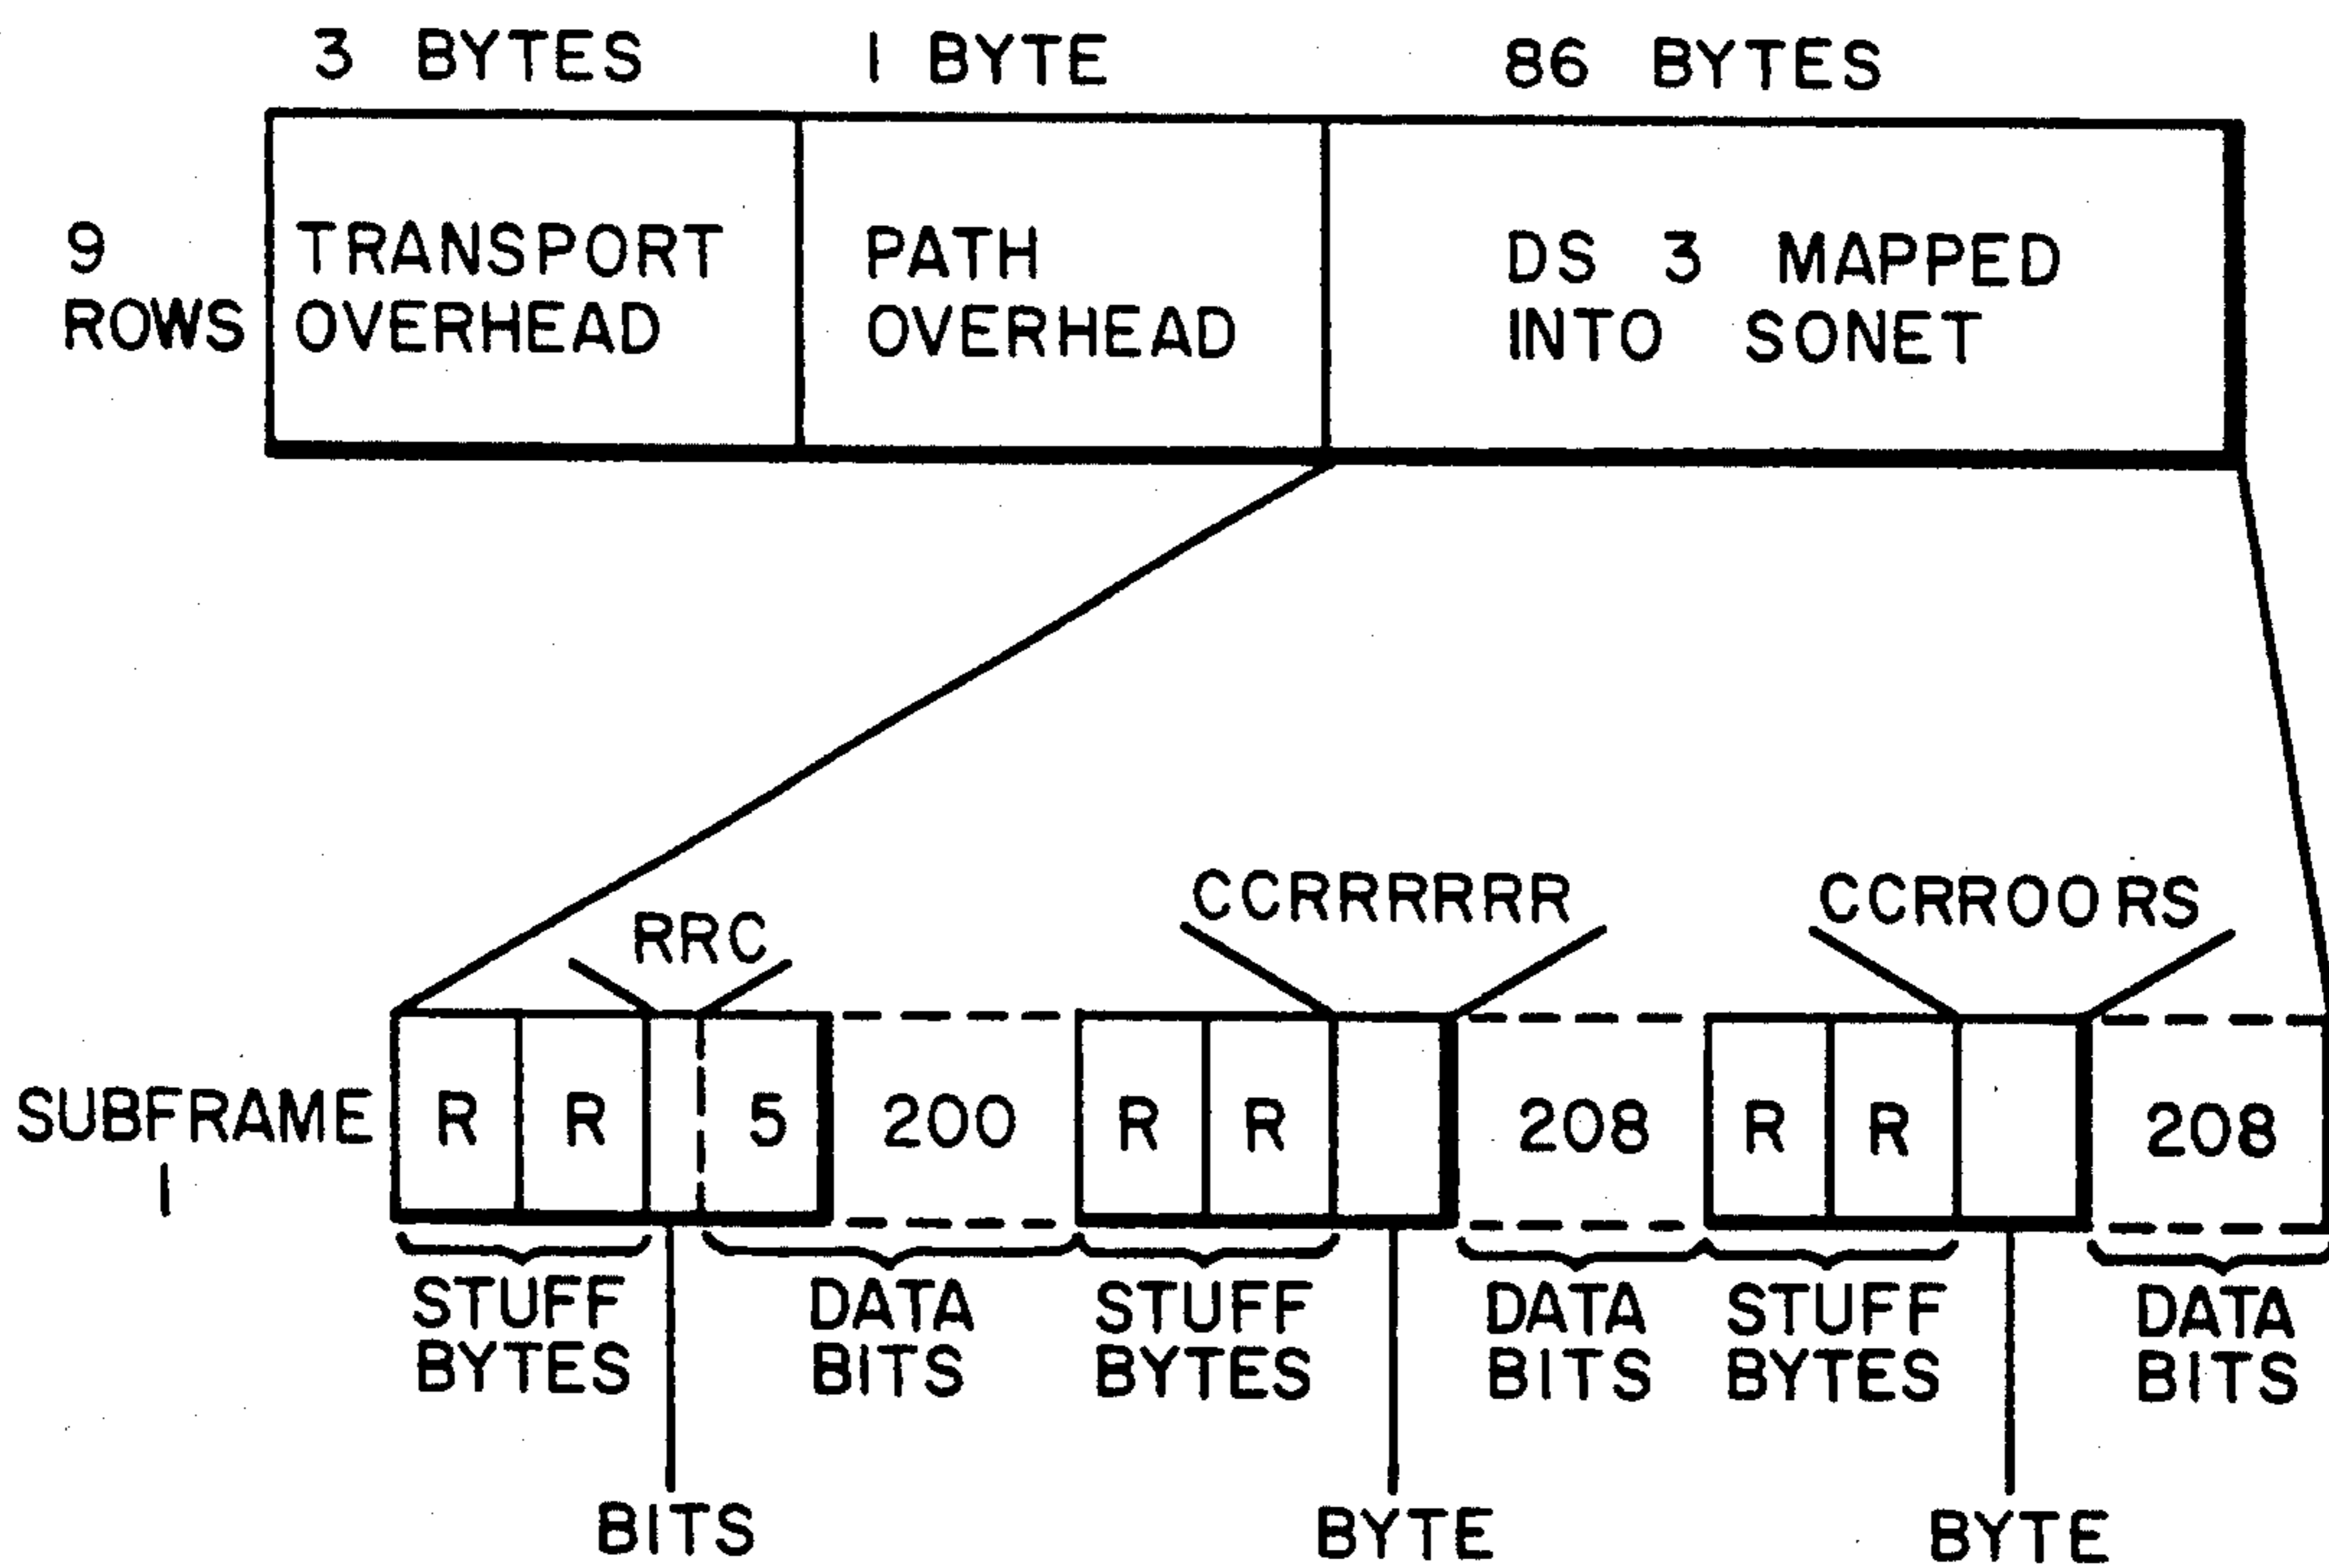 3 BYTES 1 BYTE 86 BYTES
9 ROWS
TRANSPORT OVERHEAD
PATH OVERHEAD
DS 3 MAPPED INTO SONET
RRC
CCRRRRRR
CCRROORS
SUBFRAME 1
R R 5 200 R R 208 R R 208
STUFF BYTES
DATA BITS
STUFF BYTES
DATA BITS
STUFF BYTES
DATA BITS
BITS
BYTE
BYTE